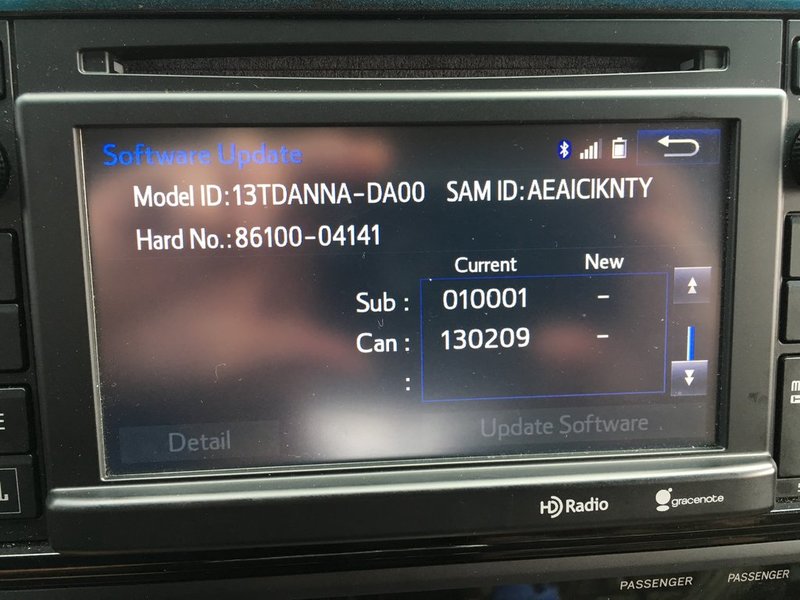 Software Update
Model ID:13TDANNA-DA00 SAM ID:AEAICIKNTY
Hard No.:86100-04141
Current New
Sub : 010001 –
Can : 130209 –
:
Detail Update Software
HD Radio gracenote
PASSENGER PASSENGER